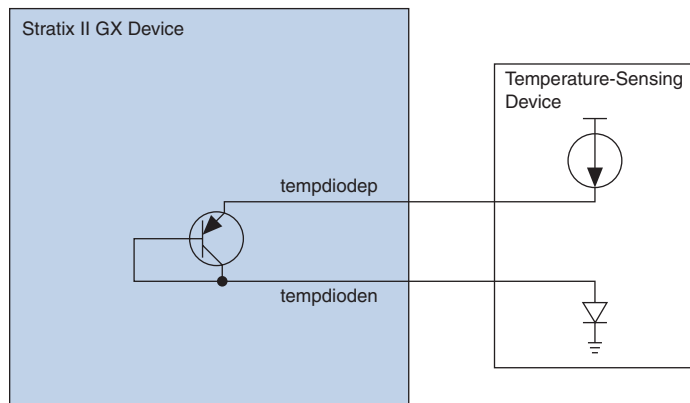 Stratix II GX Device
Temperature-Sensing
Device
tempdiodep
tempdioden